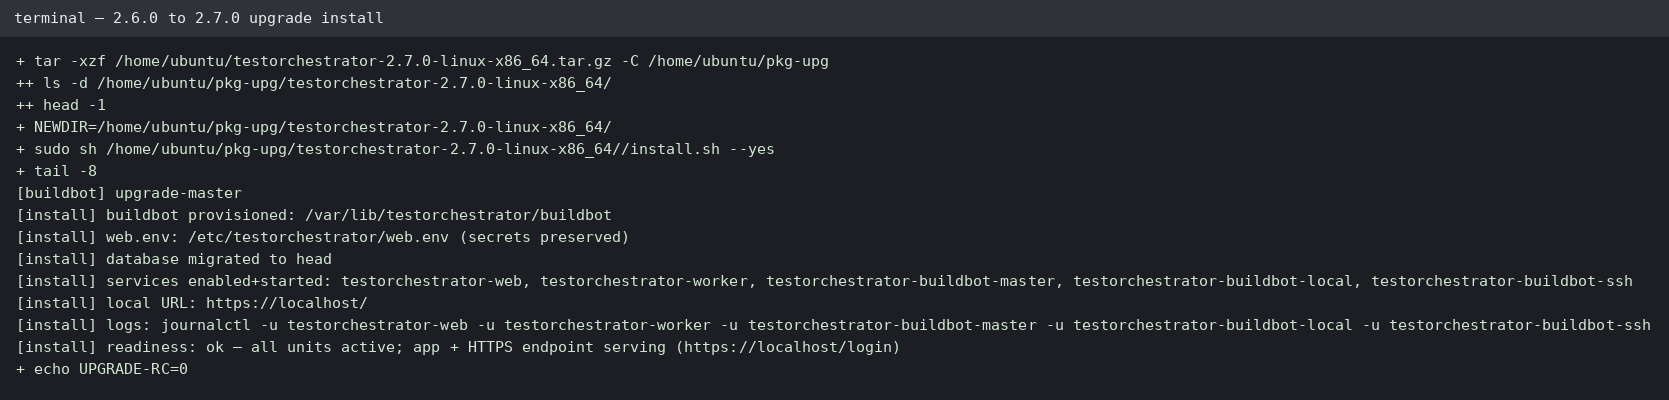 terminal — 2.6.0 to 2.7.0 upgrade install
+ tar -xzf /home/ubuntu/testorchestrator-2.7.0-linux-x86_64.tar.gz -C /home/ubuntu/pkg-upg
++ ls -d /home/ubuntu/pkg-upg/testorchestrator-2.7.0-linux-x86_64/
++ head -1
+ NEWDIR=/home/ubuntu/pkg-upg/testorchestrator-2.7.0-linux-x86_64/
+ sudo sh /home/ubuntu/pkg-upg/testorchestrator-2.7.0-linux-x86_64//install.sh --yes
+ tail -8
[buildbot] upgrade-master
[install] buildbot provisioned: /var/lib/testorchestrator/buildbot
[install] web.env: /etc/testorchestrator/web.env (secrets preserved)
[install] database migrated to head
[install] services enabled+started: testorchestrator-web, testorchestrator-worker, testorchestrator-buildbot-master, testorchestrator-buildbot-local, testorchestrator-buildbot-ssh
[install] local URL: https://localhost/
[install] logs: journalctl -u testorchestrator-web -u testorchestrator-worker -u testorchestrator-buildbot-master -u testorchestrator-buildbot-local -u testorchestrator-buildbot-ssh
[install] readiness: ok — all units active; app + HTTPS endpoint serving (https://localhost/login)
+ echo UPGRADE-RC=0